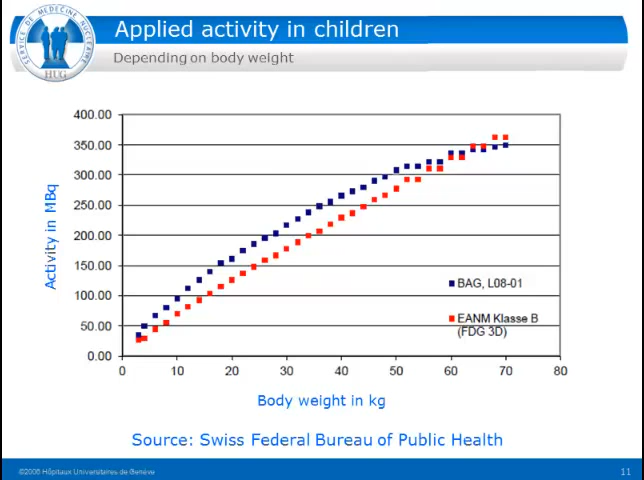 Applied activity in children
Depending on body weight
SERVICE DE MEDECINE NUCLEAIRE
HUG
400.00
350.00
300.00
250.00
200.00
150.00
100.00
50.00
0.00
Activity in MBq
BAG, L08-01
EANM Klasse B
(FDG 3D)
0 10 20 30 40 50 60 70 80
Body weight in kg
Source: Swiss Federal Bureau of Public Health
©2006 Hôpitaux Universitaires de Genève
11